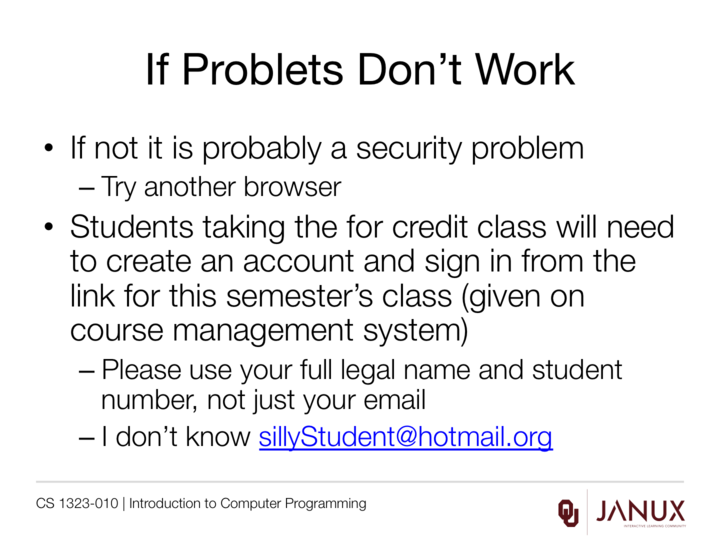 If Problets Don’t Work
• If not it is probably a security problem
– Try another browser
• Students taking the for credit class will need
to create an account and sign in from the
link for this semester’s class (given on
course management system)
– Please use your full legal name and student
number, not just your email
– I don’t know sillyStudent@hotmail.org
CS 1323-010 | Introduction to Computer Programming
OU JANUX
INTERACTIVE LEARNING COMMUNITY